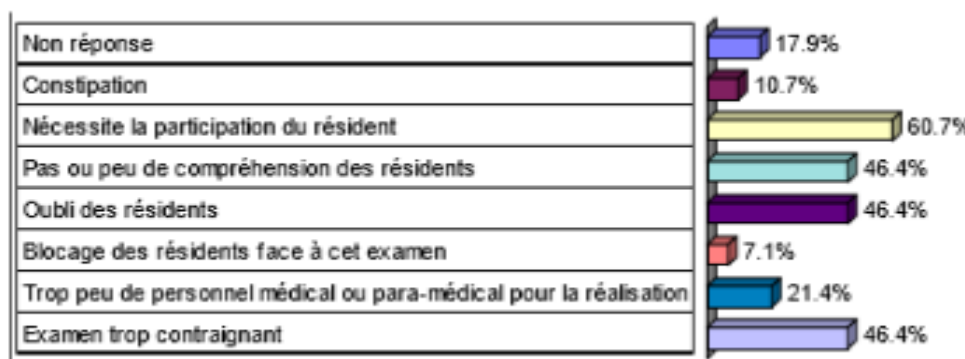 Non réponse 17.9%
Constipation 10.7%
Nécessite la participation du résident 60.7%
Pas ou peu de compréhension des résidents 46.4%
Oubli des résidents 46.4%
Blocage des résidents face à cet examen 7.1%
Trop peu de personnel médical ou para-médical pour la réalisation 21.4%
Examen trop contraignant 46.4%